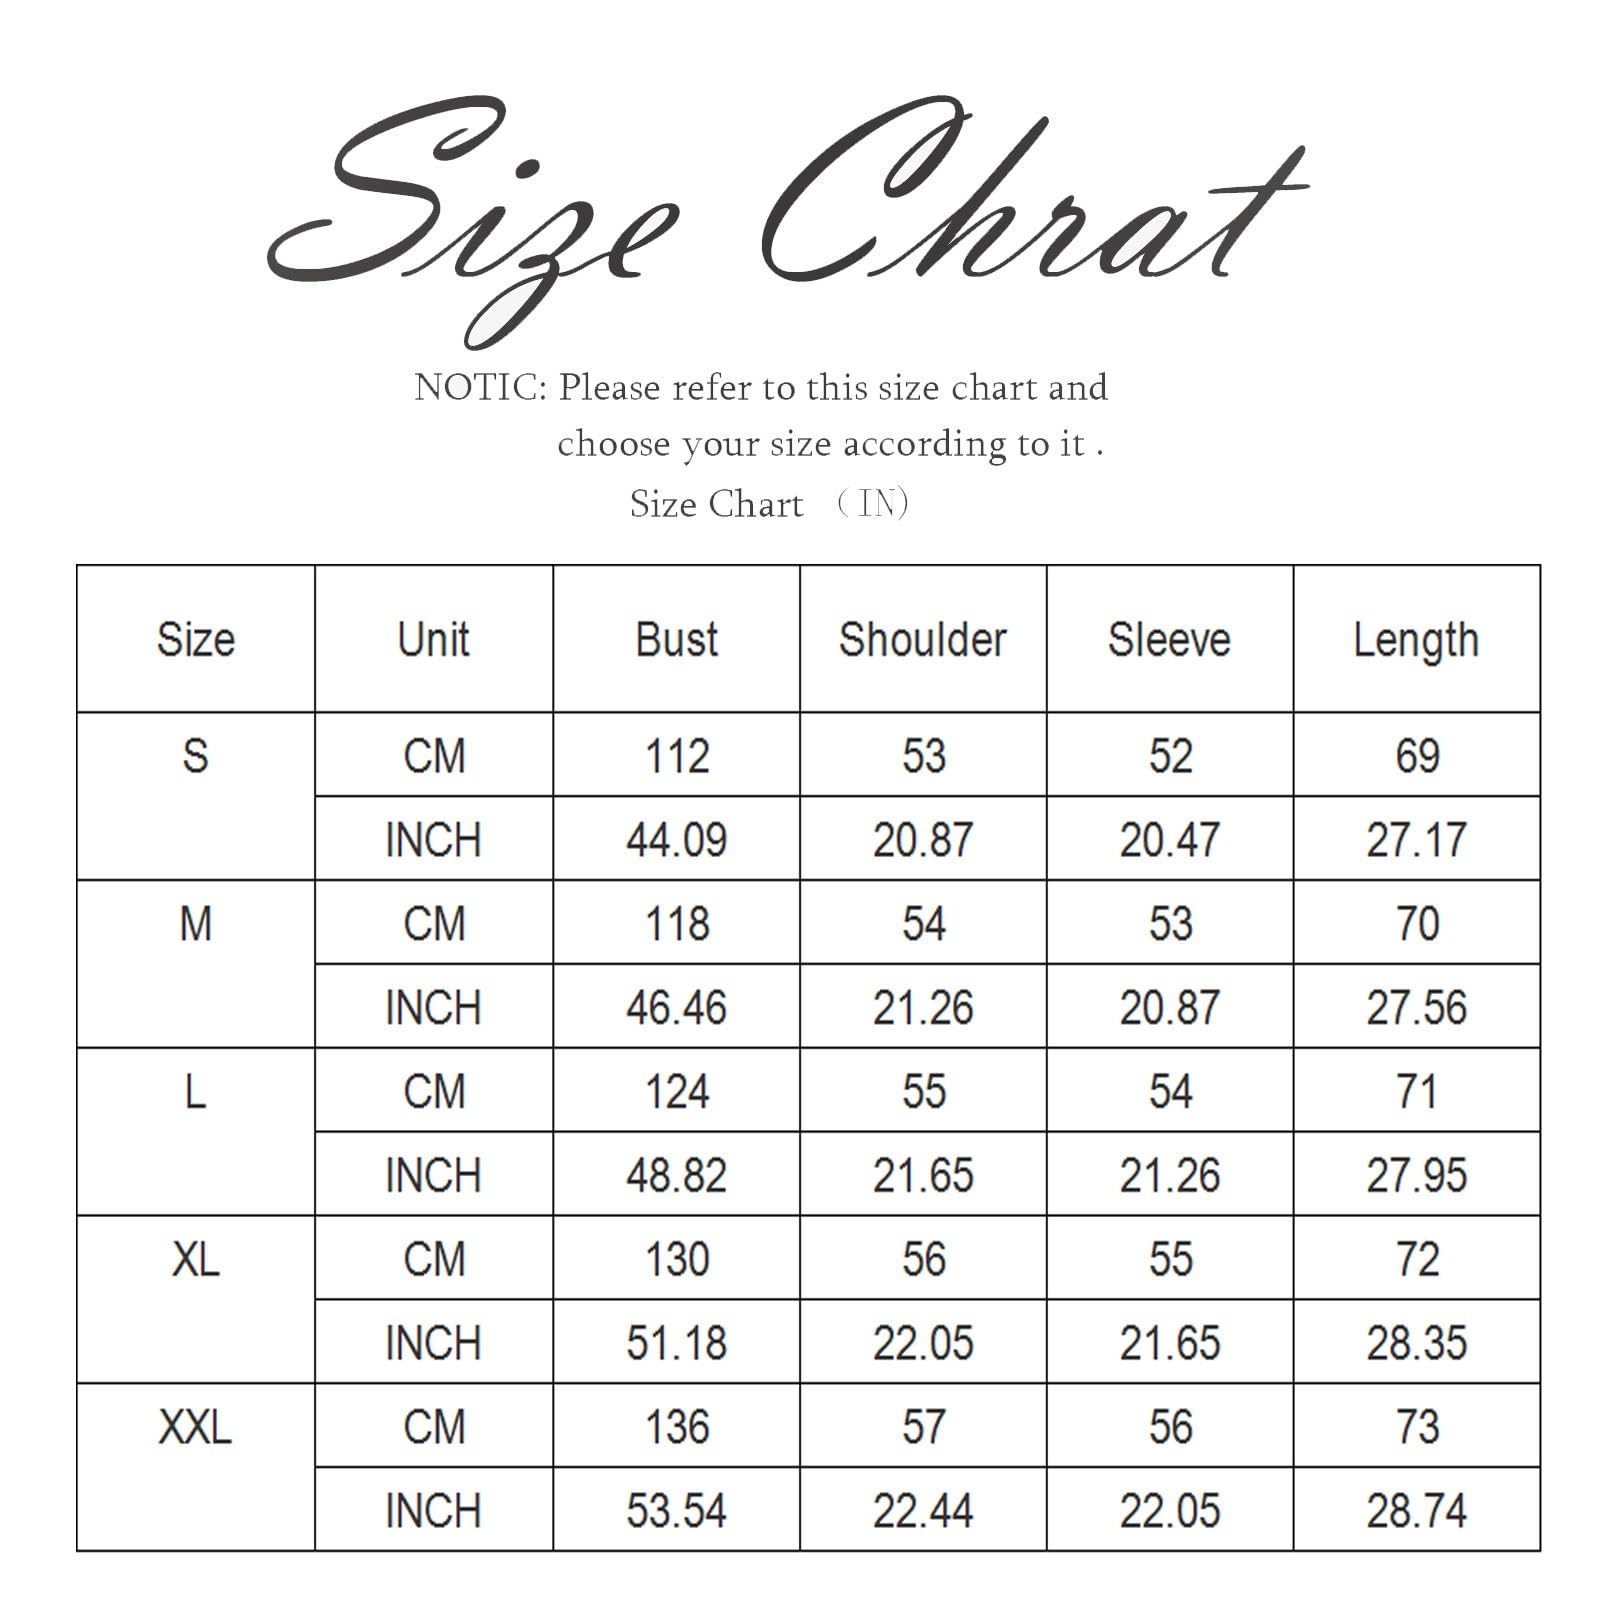 Size Chrat
NOTIC: Please refer to this size chart and
choose your size according to it .
Size Chart （IN)
Size Unit Bust Shoulder Sleeve Length
S CM 112 53 52 69
INCH 44.09 20.87 20.47 27.17
M CM 118 54 53 70
INCH 46.46 21.26 20.87 27.56
L CM 124 55 54 71
INCH 48.82 21.65 21.26 27.95
XL CM 130 56 55 72
INCH 51.18 22.05 21.65 28.35
XXL CM 136 57 56 73
INCH 53.54 22.44 22.05 28.74